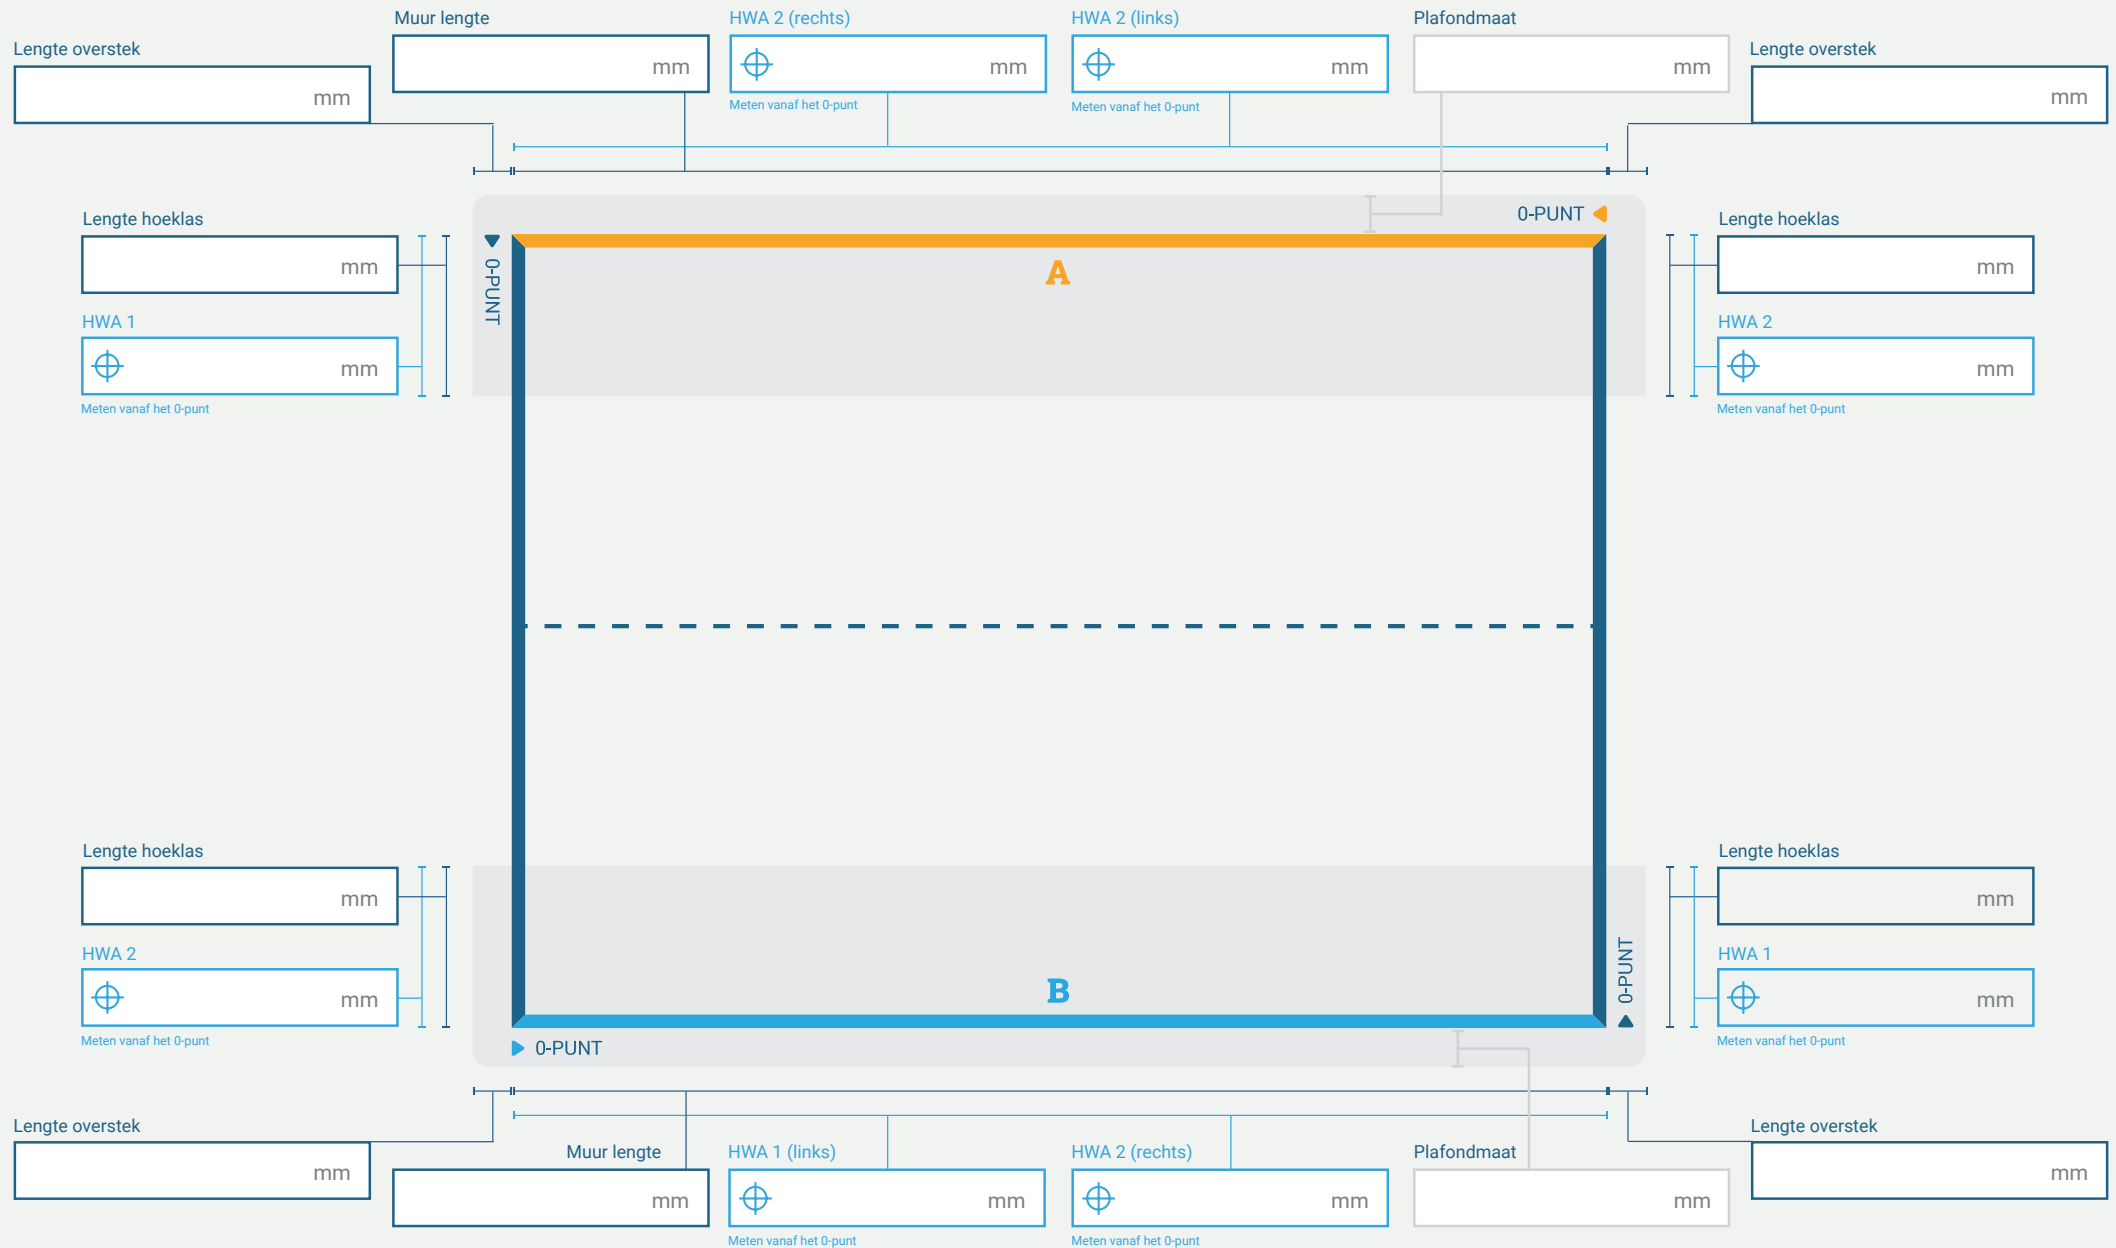 Muur lengte
HWA 2 (rechts)
HWA 2 (links)
Plafondmaat
Lengte overstek
Lengte overstek
mm
mm
mm
mm
mm
mm
Meten vanaf het 0-punt
Meten vanaf het 0-punt
Lengte hoeklas
0-PUNT
Lengte hoeklas
mm
0-PUNT
A
mm
HWA 1
HWA 2
mm
mm
Meten vanaf het 0-punt
Meten vanaf het 0-punt
Lengte hoeklas
Lengte hoeklas
mm
mm
HWA 2
0-PUNT
HWA 1
mm
B
mm
Meten vanaf het 0-punt
0-PUNT
Meten vanaf het 0-punt
Lengte overstek
Lengte overstek
Muur lengte
HWA 1 (links)
HWA 2 (rechts)
Plafondmaat
mm
mm
mm
mm
mm
mm
Meten vanaf het 0-punt
Meten vanaf het 0-punt